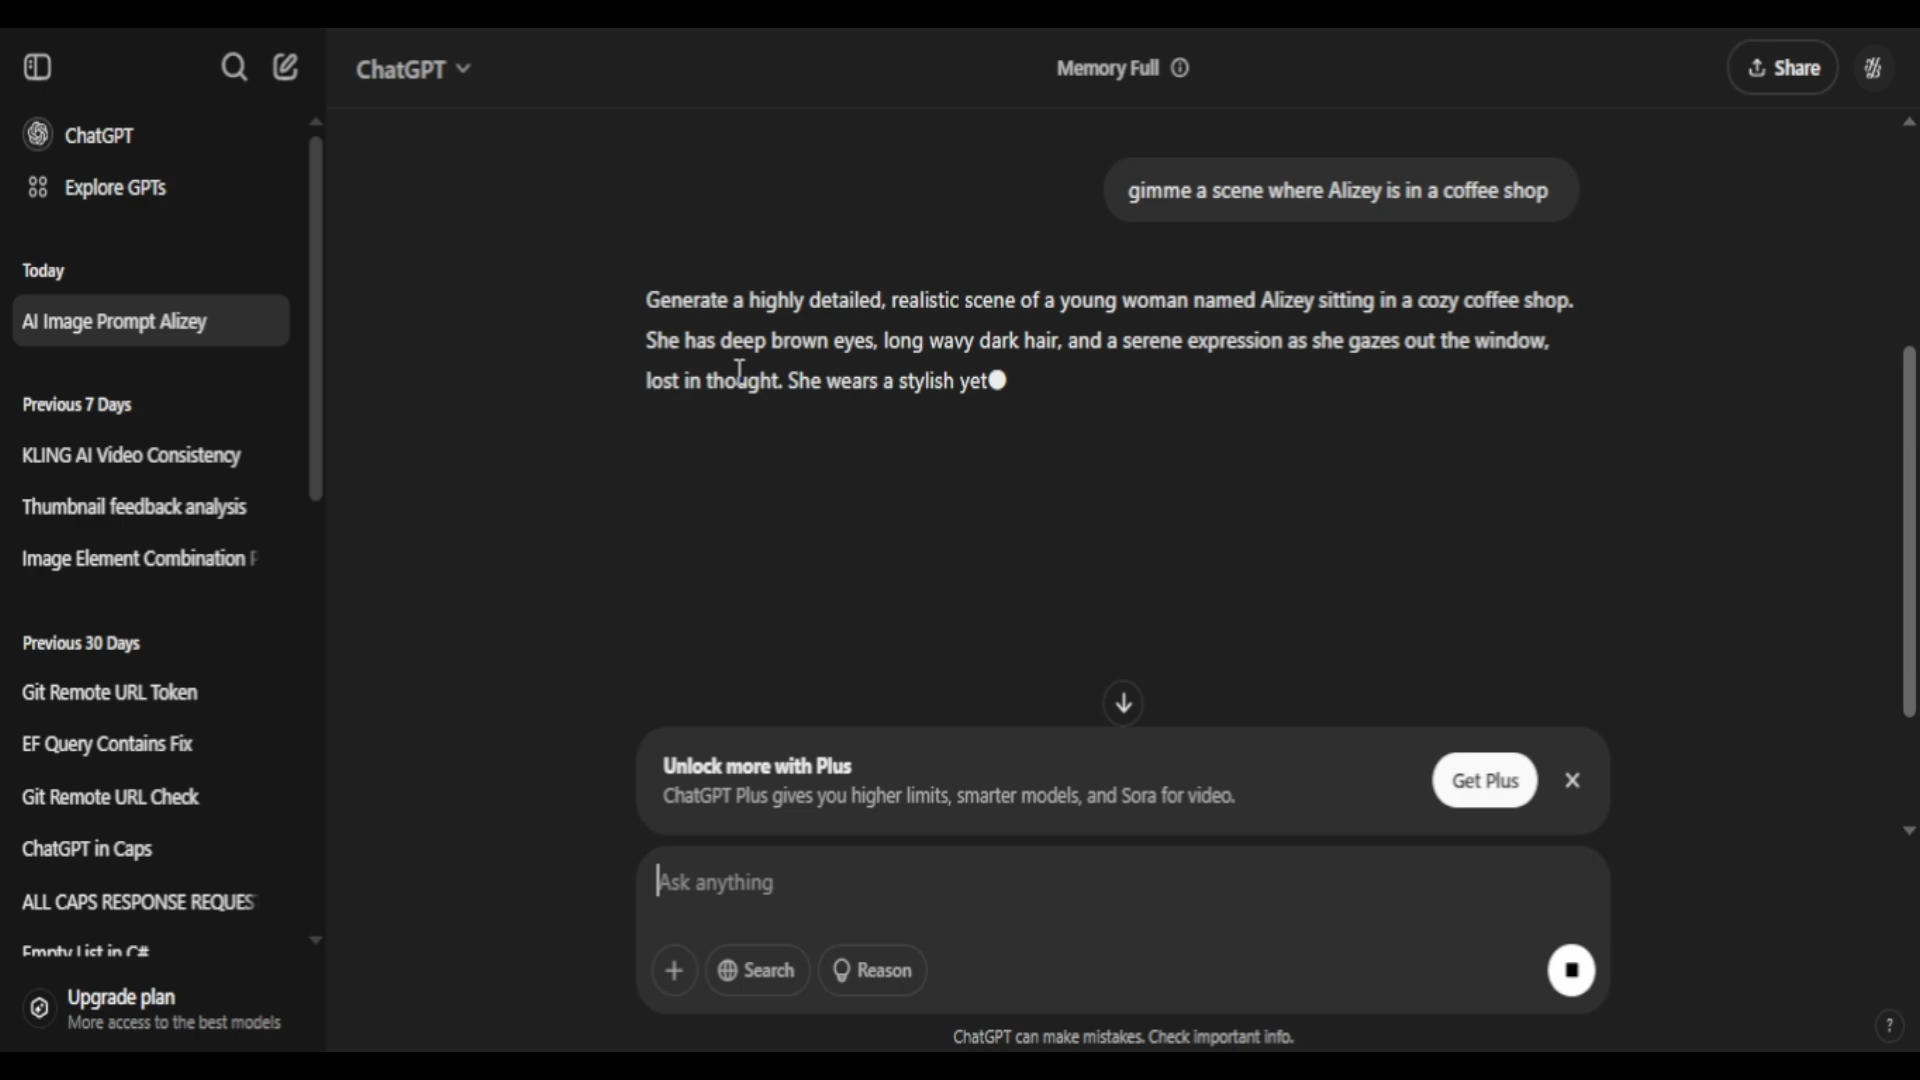 ChatGPT
Memory Full
Share
ChatGPT
Explore GPTs
Today
AI Image Prompt Alizey
Previous 7 Days
KLING AI Video Consistency
Thumbnail feedback analysis
Image Element Combination
Previous 30 Days
Git Remote URL Token
EF Query Contains Fix
Git Remote URL Check
ChatGPT in Caps
ALL CAPS RESPONSE REQUES
Empty List in C#
Upgrade plan
More access to the best models
gimme a scene where Alizey is in a coffee shop
Generate a highly detailed, realistic scene of a young woman named Alizey sitting in a cozy coffee shop.
She has deep brown eyes, long wavy dark hair, and a serene expression as she gazes out the window,
lost in thought. She wears a stylish yet
Unlock more with Plus
ChatGPT Plus gives you higher limits, smarter models, and Sora for video.
Get Plus
Ask anything
Search
Reason
ChatGPT can make mistakes. Check important info.
?